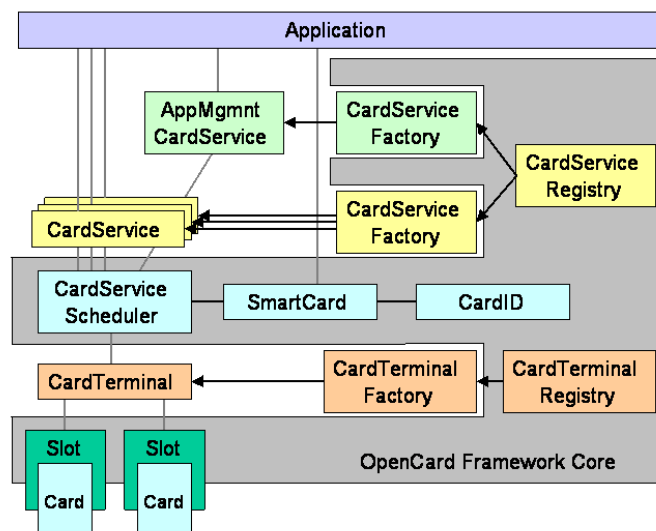 Application
AppMgmnt
CardService
CardService
Factory
CardService
Registry
CardService
CardService
Factory
CardService
Scheduler
SmartCard
CardID
CardTerminal
CardTerminal
Factory
CardTerminal
Registry
Slot
Slot
OpenCard Framework Core
Card
Card